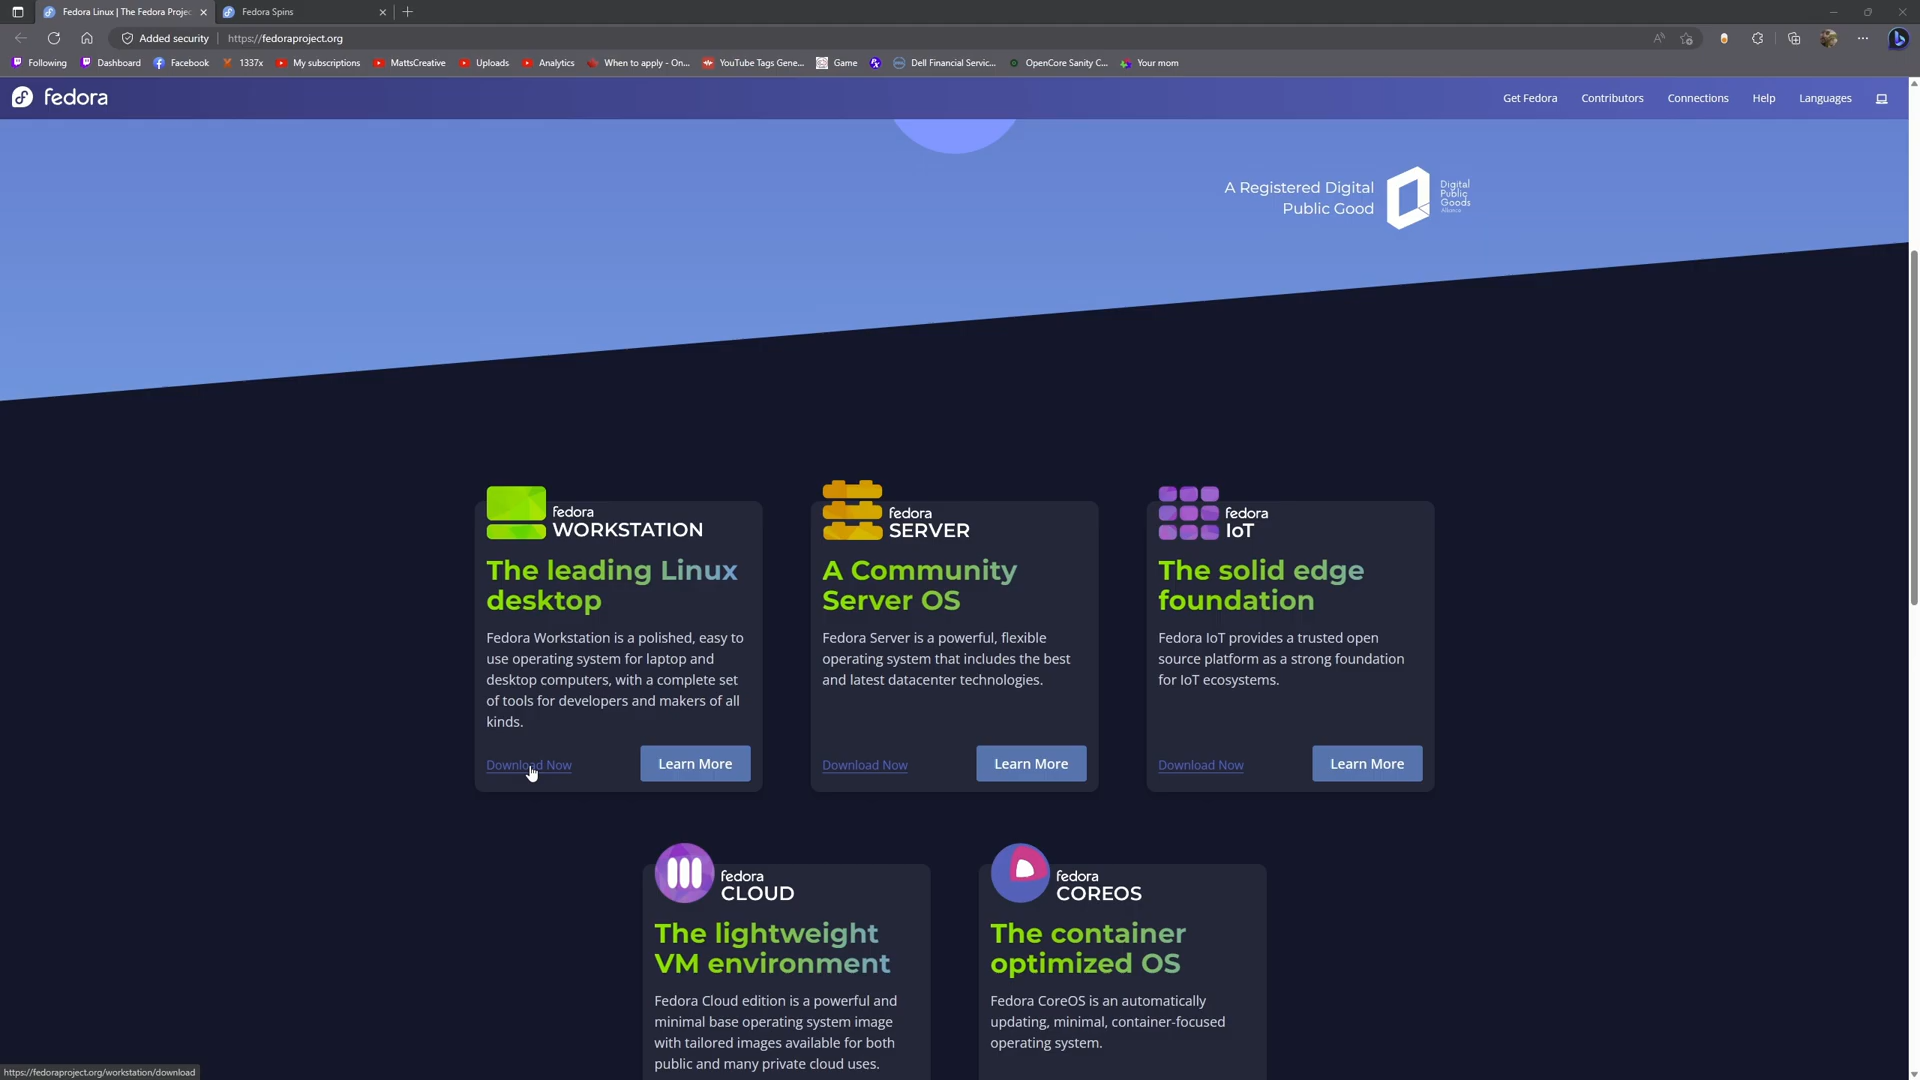 Fedora Linux | The Fedora Projec
Fedora Spins
Added security
https://fedoraproject.org
Following
Dashboard
Facebook
1337x
My subscriptions
MattsCreative
Uploads
Analytics
When to apply - On...
YouTube Tags Gene...
Game
Dell Financial Servic...
OpenCore Sanity C...
Your mom
fedora
Get Fedora
Contributors
Connections
Help
Languages
A Registered Digital
Public Good
Digital
Public
Goods
Alliance
fedora
WORKSTATION
The leading Linux
desktop
Fedora Workstation is a polished, easy to
use operating system for laptop and
desktop computers, with a complete set
of tools for developers and makers of all
kinds.
Download Now
Learn More
fedora
SERVER
A Community
Server OS
Fedora Server is a powerful, flexible
operating system that includes the best
and latest datacenter technologies.
Download Now
Learn More
fedora
IoT
The solid edge
foundation
Fedora IoT provides a trusted open
source platform as a strong foundation
for IoT ecosystems.
Download Now
Learn More
fedora
CLOUD
The lightweight
VM environment
Fedora Cloud edition is a powerful and
minimal base operating system image
with tailored images available for both
public and many private cloud uses.
fedora
COREOS
The container
optimized OS
Fedora CoreOS is an automatically
updating, minimal, container-focused
operating system.
https://fedoraproject.org/workstation/download